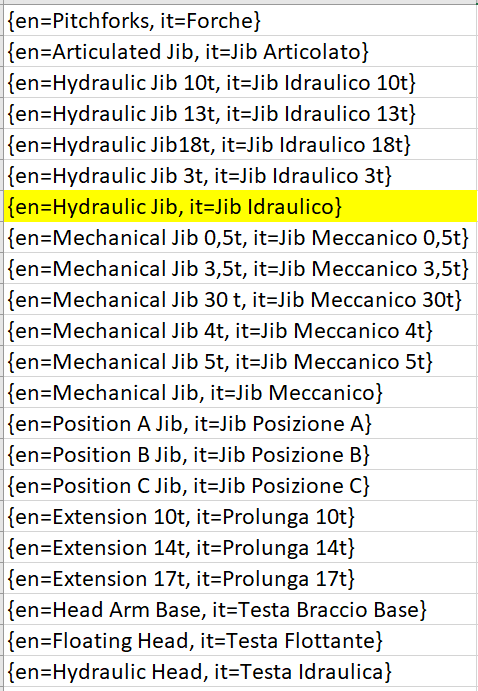 {en=Pitchforks, it=Forche}
{en=Articulated Jib, it=Jib Articolato}
{en=Hydraulic Jib 10t, it=Jib Idraulico 10t}
{en=Hydraulic Jib 13t, it=Jib Idraulico 13t}
{en=Hydraulic Jib18t, it=Jib Idraulico 18t}
{en=Hydraulic Jib 3t, it=Jib Idraulico 3t}
{en=Hydraulic Jib, it=Jib Idraulico}
{en=Mechanical Jib 0,5t, it=Jib Meccanico 0,5t}
{en=Mechanical Jib 3,5t, it=Jib Meccanico 3,5t}
{en=Mechanical Jib 30 t, it=Jib Meccanico 30t}
{en=Mechanical Jib 4t, it=Jib Meccanico 4t}
{en=Mechanical Jib 5t, it=Jib Meccanico 5t}
{en=Mechanical Jib, it=Jib Meccanico}
{en=Position A Jib, it=Jib Posizione A}
{en=Position B Jib, it=Jib Posizione B}
{en=Position C Jib, it=Jib Posizione C}
{en=Extension 10t, it=Prolunga 10t}
{en=Extension 14t, it=Prolunga 14t}
{en=Extension 17t, it=Prolunga 17t}
{en=Head Arm Base, it=Testa Braccio Base}
{en=Floating Head, it=Testa Flottante}
{en=Hydraulic Head, it=Testa Idraulica}